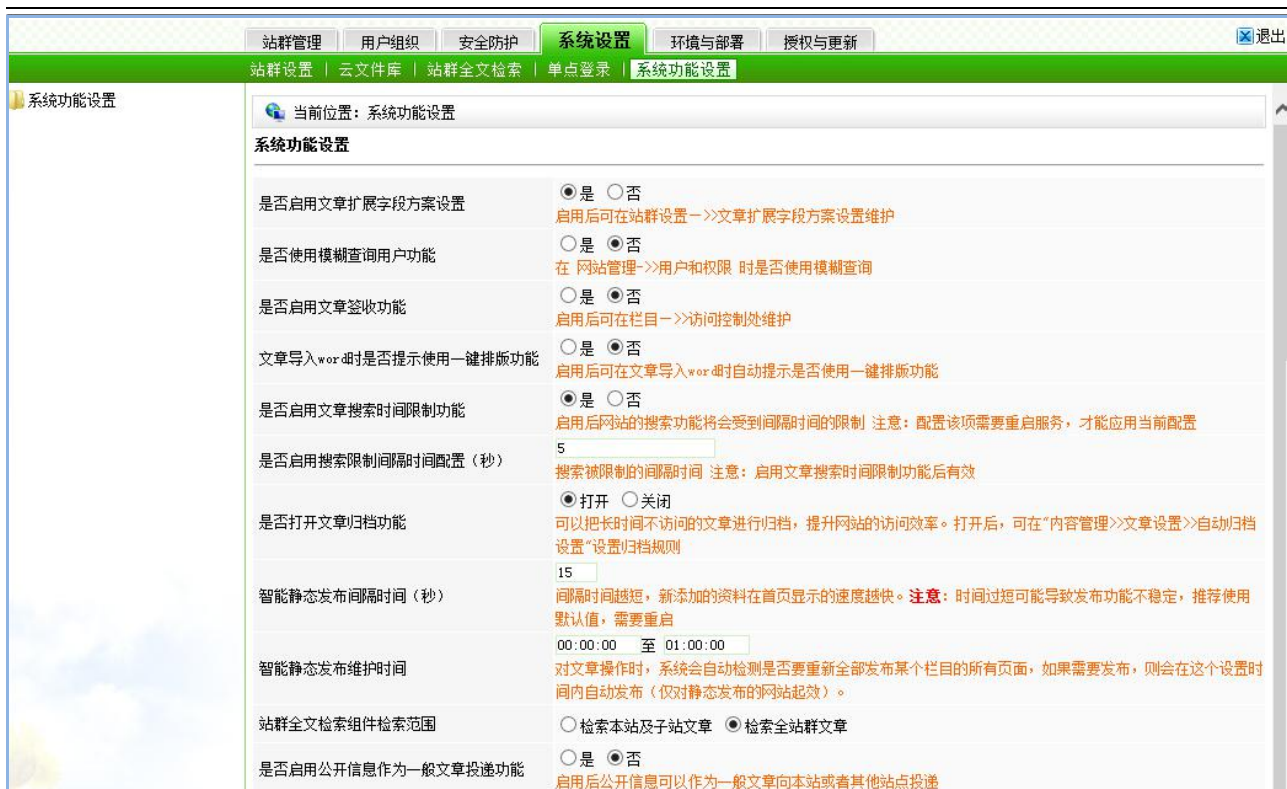 站群管理 用户组织 安全防护 系统设置 环境与部署 授权与更新 退出
站群设置 | 云文件库 | 站群全文检索 | 单点登录 | 系统功能设置
系统功能设置
当前位置：系统功能设置
系统功能设置
是否启用文章扩展字段方案设置
是 否
启用后可在站群设置—>>文章扩展字段方案设置维护
是否使用模糊查询用户功能
是 否
在 网站管理->>用户和权限 时是否使用模糊查询
是否启用文章签收功能
是 否
启用后可在栏目—>>访问控制处维护
文章导入word时是否提示使用一键排版功能
是 否
启用后可在文章导入word时自动提示是否使用一键排版功能
是否启用文章搜索时间限制功能
是 否
启用后网站的搜索功能将会受到间隔时间的限制 注意：配置该项需要重启服务，才能应用当前配置
是否启用搜索限制间隔时间配置（秒）
5
搜索被限制的间隔时间 注意：启用文章搜索时间限制功能后有效
是否打开文章归档功能
打开 关闭
可以把长时间不访问的文章进行归档，提升网站的访问效率。打开后，可在"内容管理>>文章设置>>自动归档
设置"设置归档规则
智能静态发布间隔时间（秒）
15
间隔时间越短，新添加的资料在首页显示的速度越快。注意：时间过短可能导致发布功能不稳定，推荐使用
默认值，需要重启
智能静态发布维护时间
00:00:00 至 01:00:00
对文章操作时，系统会自动检测是否要重新全部发布某个栏目的所有页面，如果需要发布，则会在这个设置时
间内自动发布（仅对静态发布的网站起效）。
站群全文检索组件检索范围
检索本站及子站文章 检索全站群文章
是否启用公开信息作为一般文章投递功能
是 否
启用后公开信息可以作为一般文章向本站或者其他站点投递